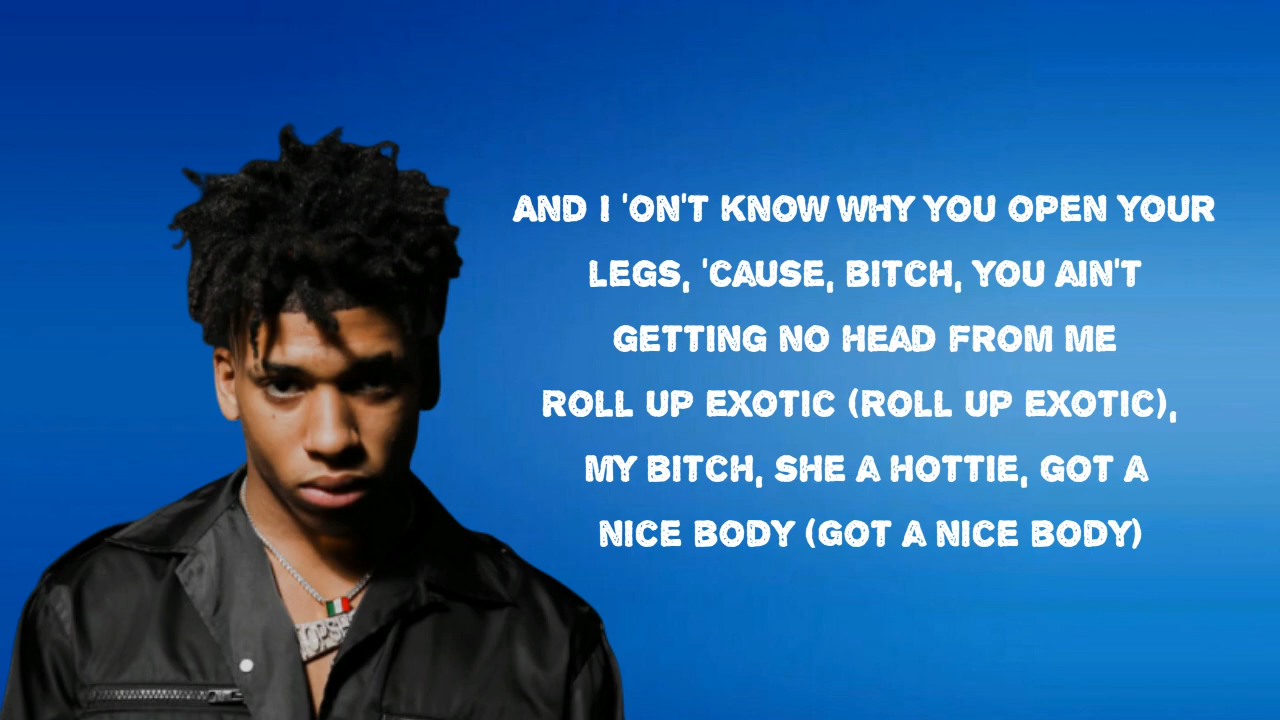 AND I 'ON'T KNOW WHY YOU OPEN YOUR
LEGS, 'CAUSE, BITCH, YOU AIN'T
GETTING NO HEAD FROM ME
ROLL UP EXOTIC (ROLL UP EXOTIC),
MY BITCH, SHE A HOTTIE, GOT A
NICE BODY (GOT A NICE BODY)